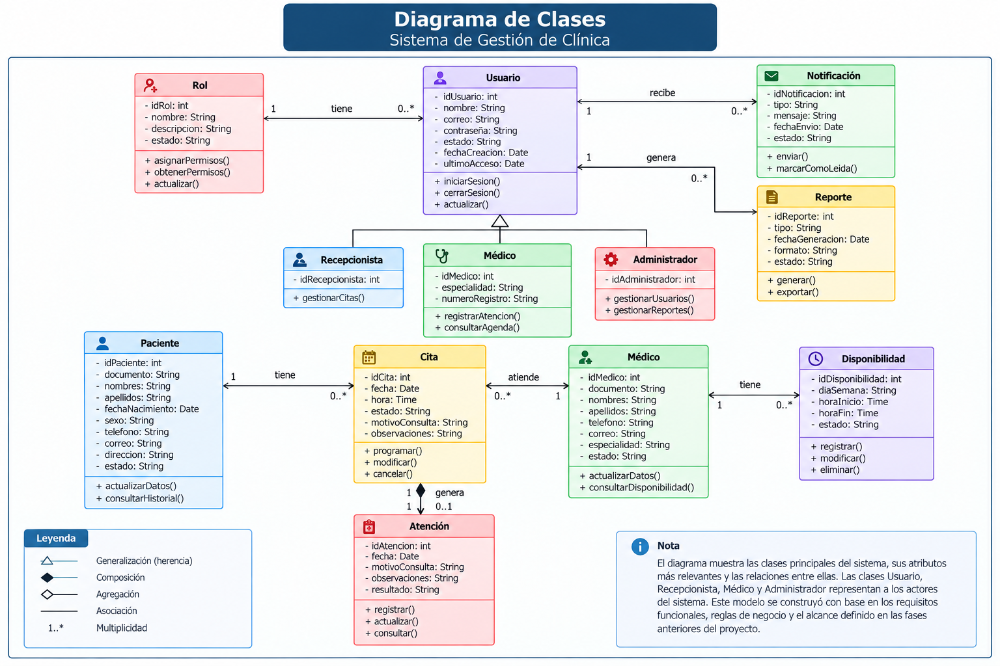 Diagrama de Clases
Sistema de Gestión de Clínica
Rol
- idRol: int
- nombre: String
- descripcion: String
- estado: String
+ asignarPermisos()
+ obtenerPermisos()
+ actualizar()
1
tiene
0..*
Usuario
- idUsuario: int
- nombre: String
- correo: String
- contraseña: String
- estado: String
- fechaCreacion: Date
- ultimoAcceso: Date
+ iniciarSesion()
+ cerrarSesion()
+ actualizar()
recibe
1
0..*
1
genera
0..*
Notificación
- idNotificacion: int
- tipo: String
- mensaje: String
- fechaEnvio: Date
- estado: String
+ enviar()
+ marcarComoLeida()
Reporte
- idReporte: int
- tipo: String
- fechaGeneracion: Date
- formato: String
- estado: String
+ generar()
+ exportar()
Recepcionista
- idRecepcionista: int
+ gestionarCitas()
Médico
- idMedico: int
- especialidad: String
- numeroRegistro: String
+ registrarAtencion()
+ consultarAgenda()
Administrador
- idAdministrador: int
+ gestionarUsuarios()
+ gestionarReportes()
Paciente
- idPaciente: int
- documento: String
- nombres: String
- apellidos: String
- fechaNacimiento: Date
- sexo: String
- telefono: String
- correo: String
- direccion: String
- estado: String
+ actualizarDatos()
+ consultarHistorial()
1
tiene
0..*
Cita
- idCita: int
- fecha: Date
- hora: Time
- estado: String
- motivoConsulta: String
- observaciones: String
+ programar()
+ modificar()
+ cancelar()
atiende
0..*
1
Médico
- idMedico: int
- documento: String
- nombres: String
- apellidos: String
- telefono: String
- correo: String
- especialidad: String
- estado: String
+ actualizarDatos()
+ consultarDisponibilidad()
tiene
1
0..*
Disponibilidad
- idDisponibilidad: int
- diaSemana: String
- horaInicio: Time
- horaFin: Time
- estado: String
+ registrar()
+ modificar()
+ eliminar()
1
genera
1
0..1
Atención
- idAtencion: int
- fecha: Date
- motivoConsulta: String
- observaciones: String
- resultado: String
+ registrar()
+ actualizar()
+ consultar()
Leyenda
Generalización (herencia)
Composición
Agregación
Asociación
1..*
Multiplicidad
Nota
El diagrama muestra las clases principales del sistema, sus atributos
más relevantes y las relaciones entre ellas. Las clases Usuario,
Recepcionista, Médico y Administrador representan a los actores
del sistema. Este modelo se construyó con base en los requisitos
funcionales, reglas de negocio y el alcance definido en las fases
anteriores del proyecto.